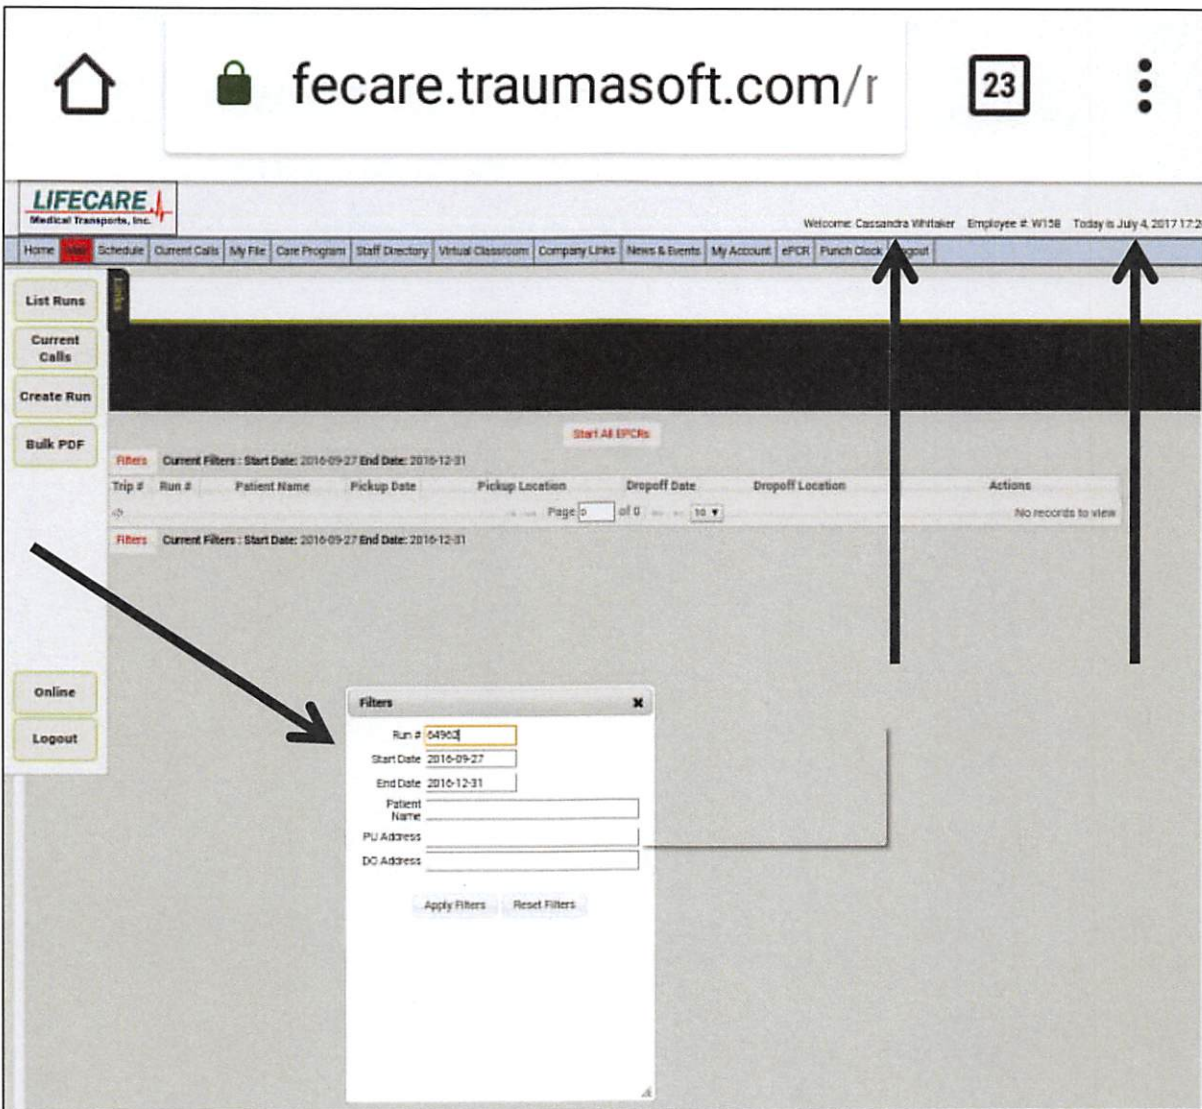 fecare.traumasoft.com/r
23
LIFECARE
Medical Transports, Inc.
Welcome: Cassandra Whitaker Employee #: W158 Today is July 4, 2017 17:2
Home Schedule Current Calls My File Care Program Staff Directory Virtual Classroom Company Links News & Events My Account ePCR Punch Clock
Links
List Runs
Current
Calls
Create Run
Bulk PDF
Start All EPCRs
Filters Current Filters : Start Date: 2016-09-27 End Date: 2016-12-31
Trip # Run # Patient Name Pickup Date Pickup Location Dropoff Date Dropoff Location Actions
Page 0 of 0 10 No records to view
Filters Current Filters : Start Date: 2016-09-27 End Date: 2016-12-31
Online
Logout
Filters
Run # 64962
Start Date 2016-09-27
End Date 2016-12-31
Patient
Name
PU Address
DO Address
Apply Filters Reset Filters